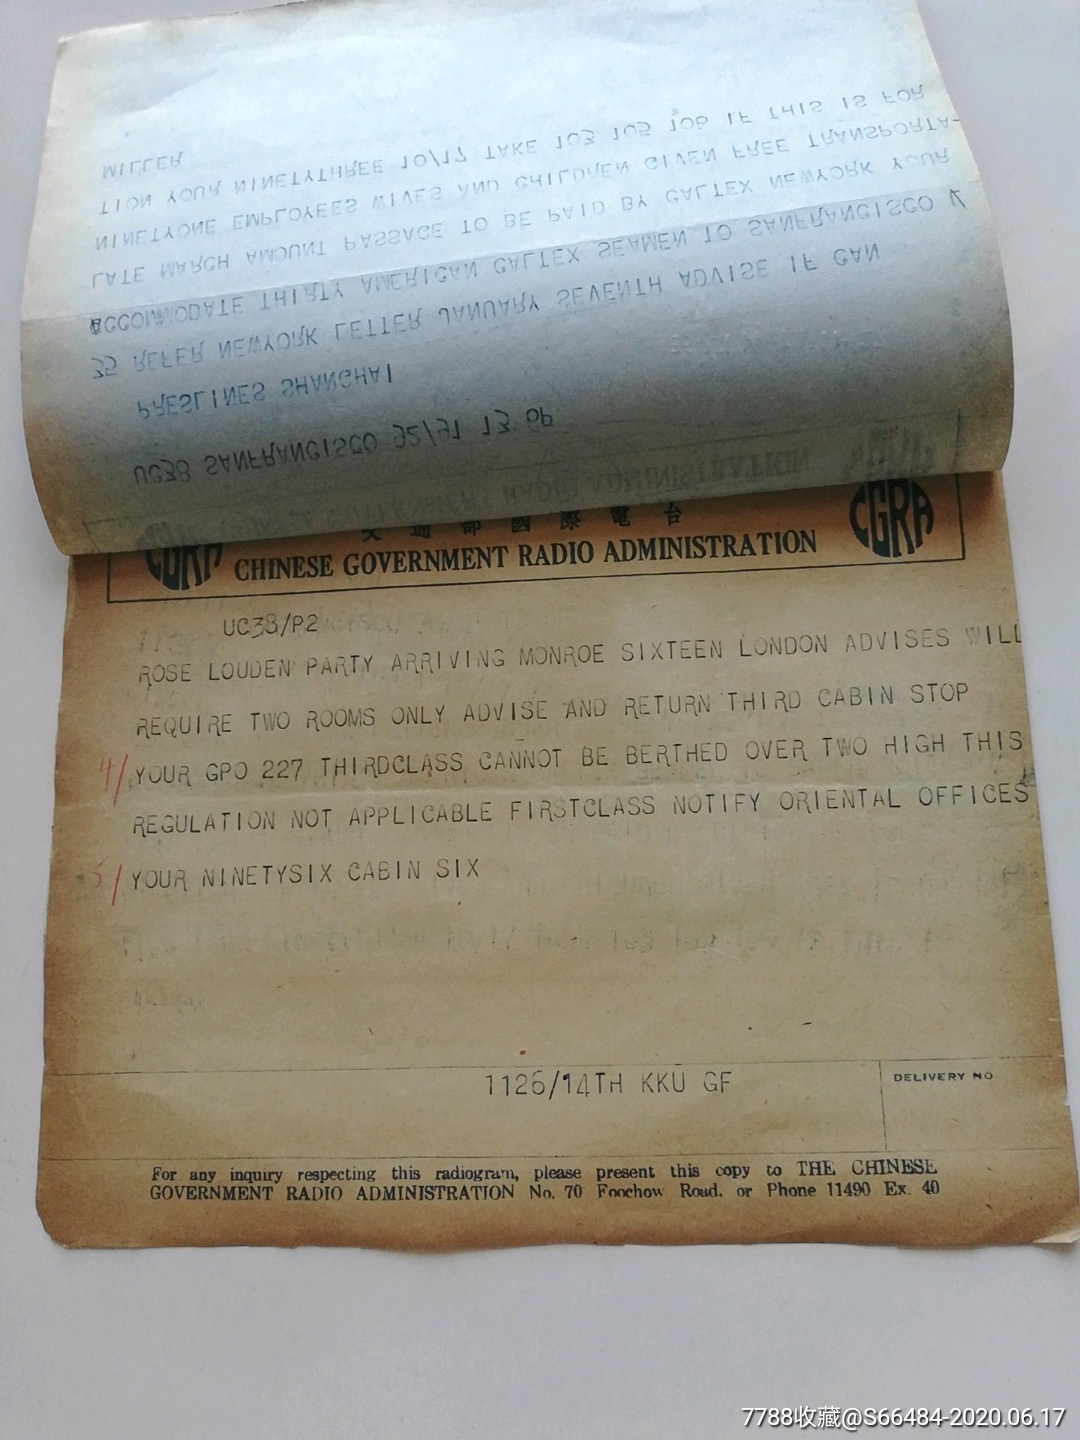 UC38 SANFRANCISCO 92/91 13 6P
PRESLINES SHANGHAI
35 REFER NEWYORK LETTER JANUARY SEVENTH ADVISE IF CAN
ACCOMMODATE THIRTY AMERICAN CALTEX SEAMEN TO SANFRANCISCO
LATE MARCH AMOUNT PASSAGE TO BE PAID BY CALTEX NEWYORK YOUR
NINETYONE EMPLOYEES WIVES AND CHILDREN GIVEN FREE TRANSPORTA-
TION YOUR NINETYTHREE 10/17 TAKE 103 105 106 IF THIS IS FOR
MILLER
交通部國際電台
CGRA CHINESE GOVERNMENT RADIO ADMINISTRATION CGRA
UC38/P2
ROSE LOUDEN PARTY ARRIVING MONROE SIXTEEN LONDON ADVISES WILL
REQUIRE TWO ROOMS ONLY ADVISE AND RETURN THIRD CABIN STOP
4/ YOUR GPO 227 THIRDCLASS CANNOT BE BERTHED OVER TWO HIGH THIS
REGULATION NOT APPLICABLE FIRSTCLASS NOTIFY ORIENTAL OFFICES
5/ YOUR NINETYSIX CABIN SIX
1126/14TH KKU GF
DELIVERY NO
For any inquiry respecting this radiogram, please present this copy to THE CHINESE
GOVERNMENT RADIO ADMINISTRATION No. 70 Foochow Road, or Phone 11490 Ex. 40
7788收藏@S66484-2020.06.17